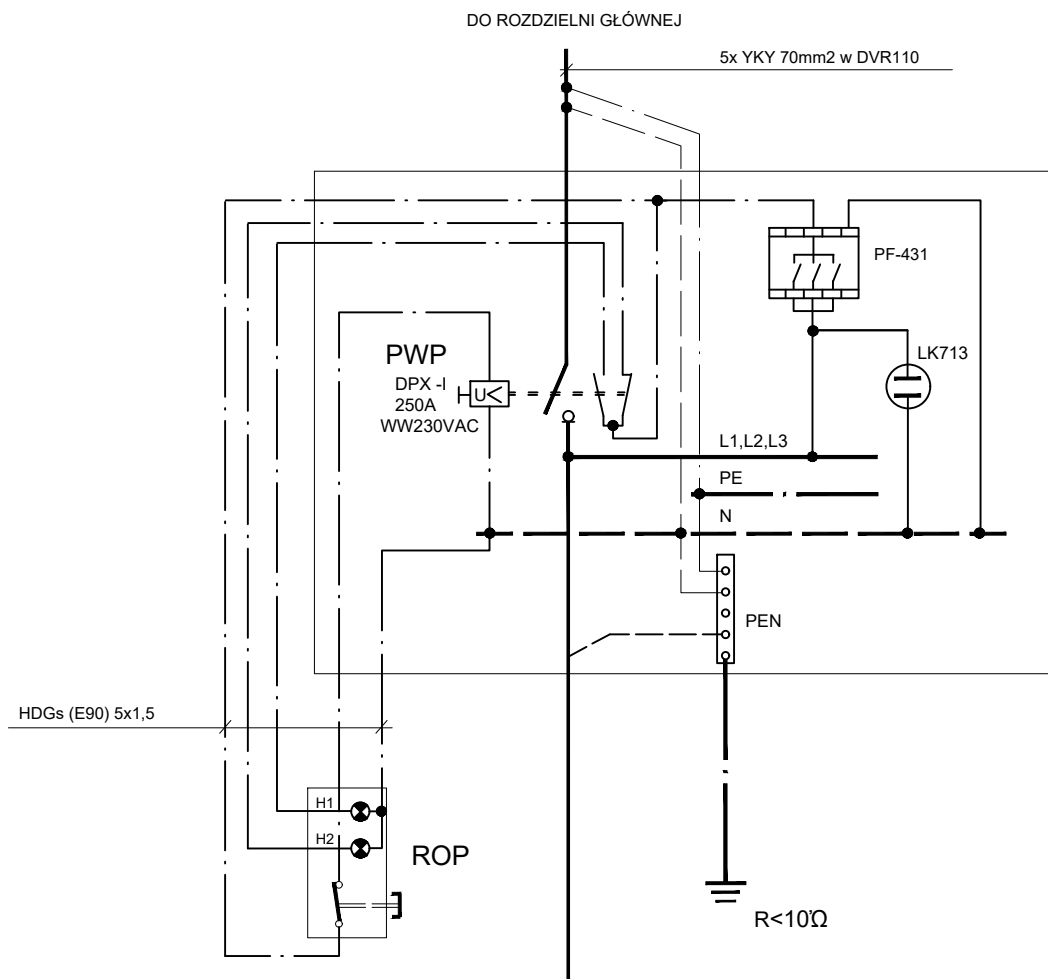 DO ROZDZIELNI GŁÓWNEJ
5x YKY 70mm2 w DVR110
PF-431
PWP
DPX -I
250A
WW230VAC
U<
LK713
L1,L2,L3
PE
N
PEN
HDGs (E90) 5x1,5
H1
H2
ROP
R<10Ω